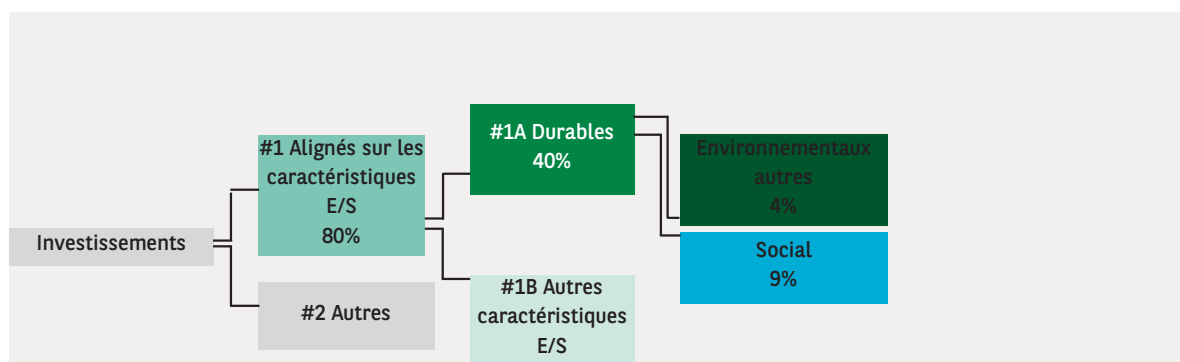 Investissements
#1 Alignés sur les
caractéristiques
E/S
80%
#2 Autres
#1A Durables
40%
#1B Autres
caractéristiques
E/S
Environnementaux
autres
4%
Social
9%